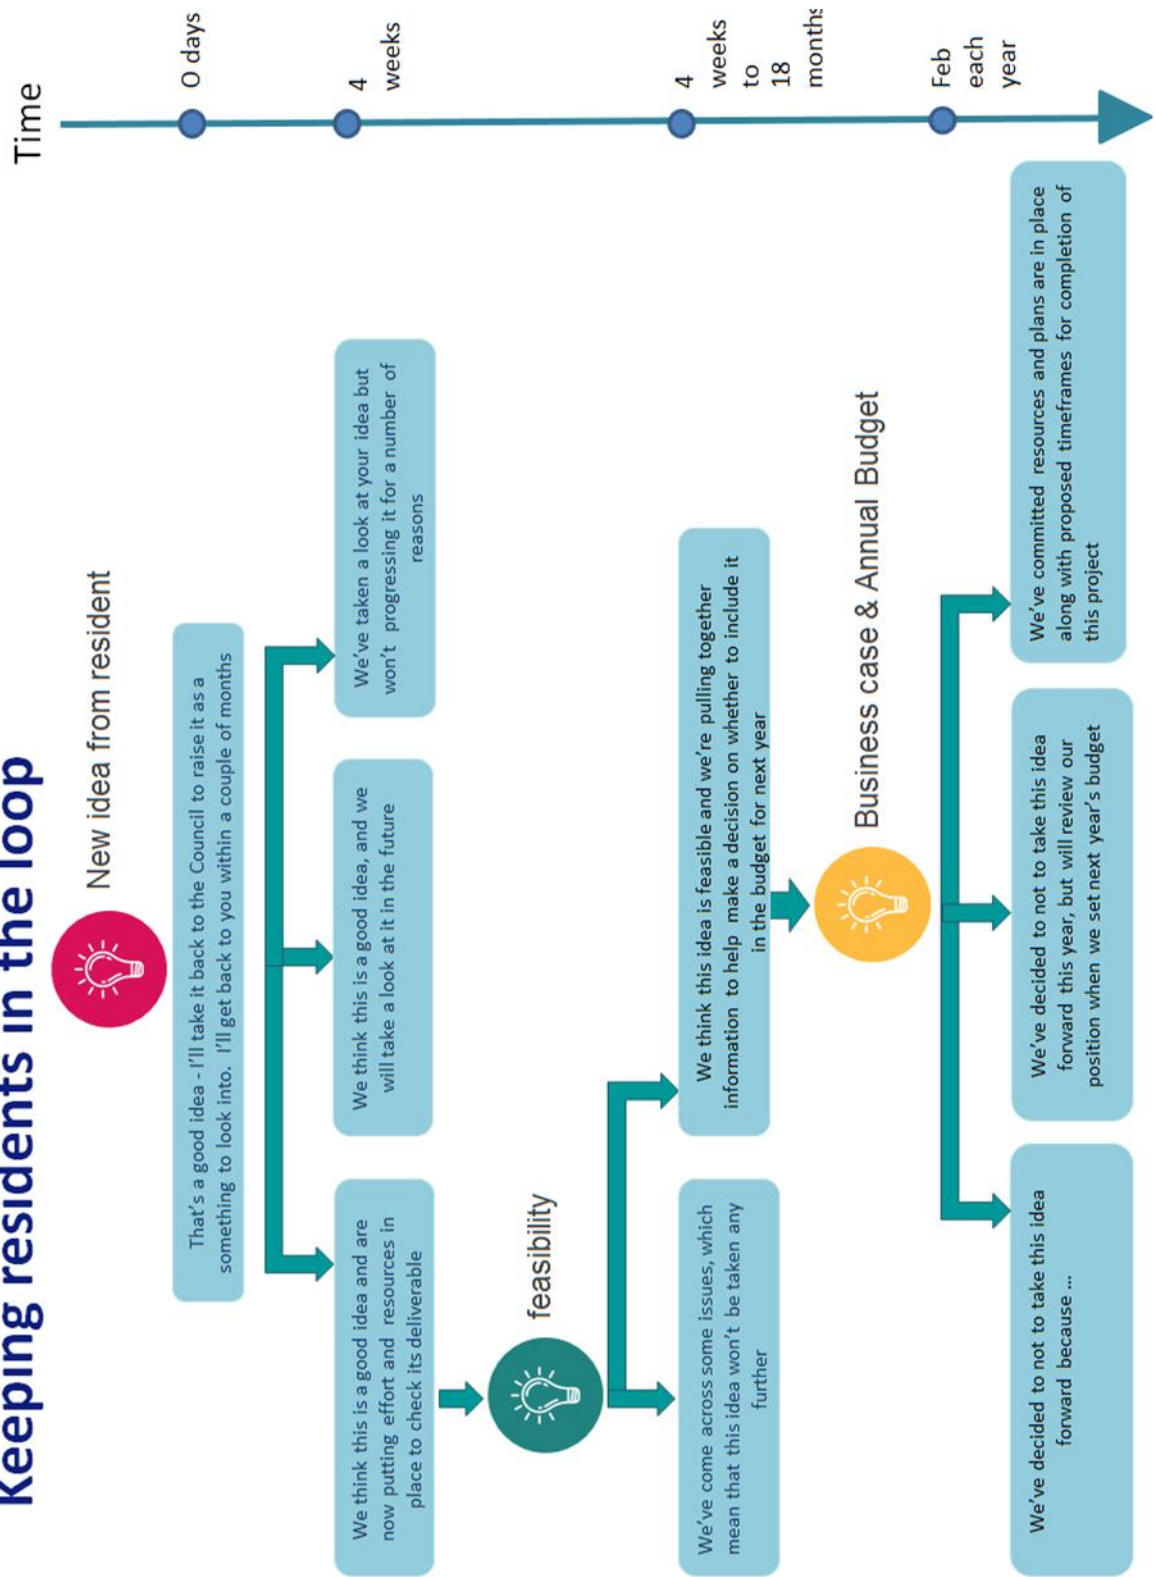 Keeping residents in the loop
Time
New idea from resident
0 days
That's a good idea - I'll take it back to the Council to raise it as a
something to look into. I'll get back to you within a couple of months
4
weeks
We think this is a good idea and are
now putting effort and resources in
place to check its deliverable
We think this is a good idea, and we
will take a look at it in the future
We've taken a look at your idea but
won't progressing it for a number of
reasons
feasibility
4
weeks
to
18
months
We've come across some issues, which
mean that this idea won't be taken any
further
We think this idea is feasible and we're pulling together
information to help make a decision on whether to include it
in the budget for next year
Business case & Annual Budget
Feb
each
year
We've decided to not to take this idea
forward because ...
We've decided to not to take this idea
forward this year, but will review our
position when we set next year's budget
We've committed resources and plans are in place
along with proposed timeframes for completion of
this project